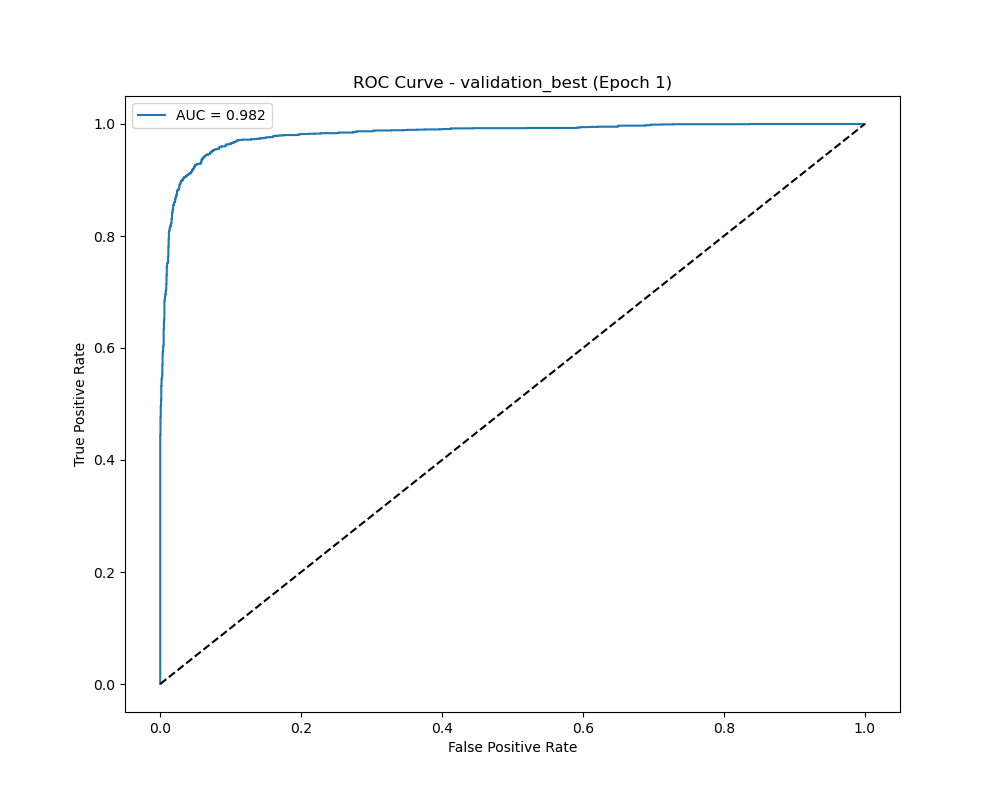 ROC Curve - validation_best (Epoch 1)
AUC = 0.982
1.0
0.8
0.6
0.4
0.2
0.0
True Positive Rate
0.0 0.2 0.4 0.6 0.8 1.0
False Positive Rate